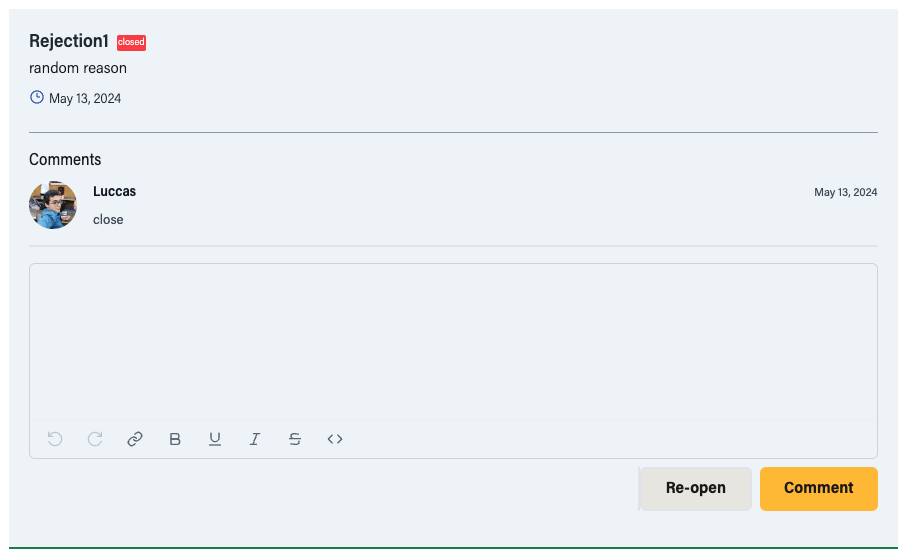 Rejection1 closed
random reason
May 13, 2024
Comments
Luccas May 13, 2024
close
Re-open Comment